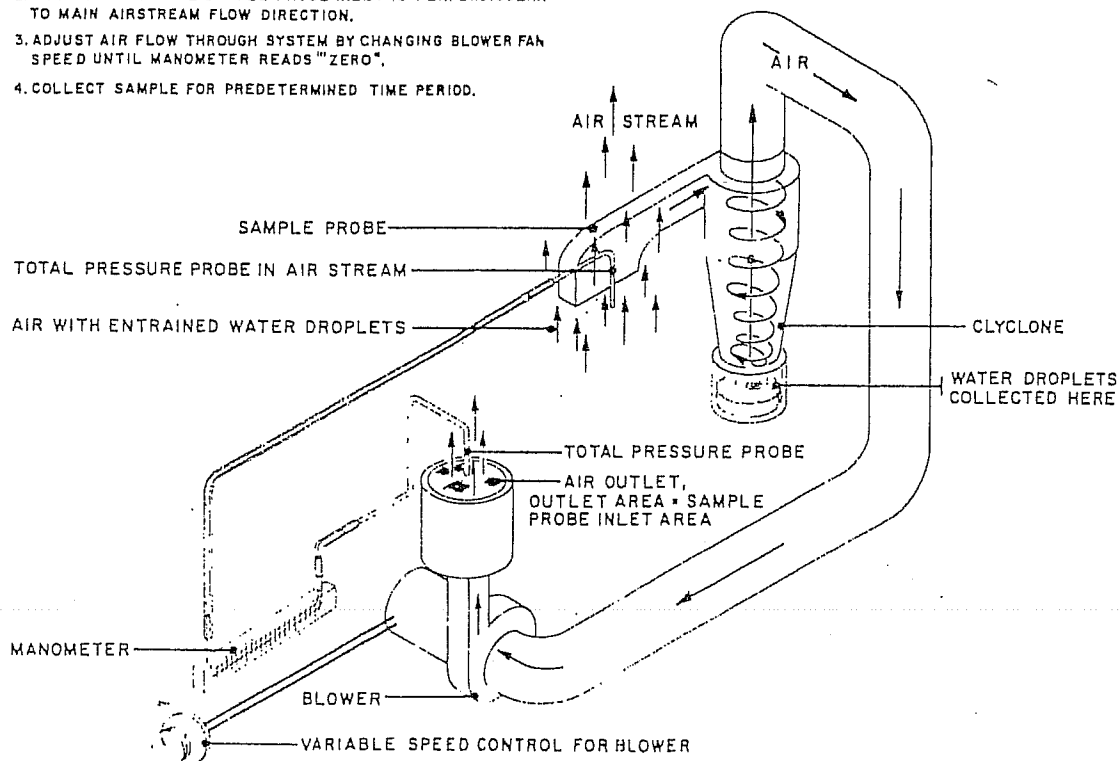 TO MAIN AIRSTREAM FLOW DIRECTION.
3. ADJUST AIR FLOW THROUGH SYSTEM BY CHANGING BLOWER FAN
SPEED UNTIL MANOMETER READS "'ZERO".
4. COLLECT SAMPLE FOR PREDETERMINED TIME PERIOD.
AIR
AIR STREAM
SAMPLE PROBE
TOTAL PRESSURE PROBE IN AIR STREAM
AIR WITH ENTRAINED WATER DROPLETS
CLYCLONE
WATER DROPLETS
COLLECTED HERE
TOTAL PRESSURE PROBE
AIR OUTLET,
OUTLET AREA = SAMPLE
PROBE INLET AREA
MANOMETER
BLOWER
VARIABLE SPEED CONTROL FOR BLOWER